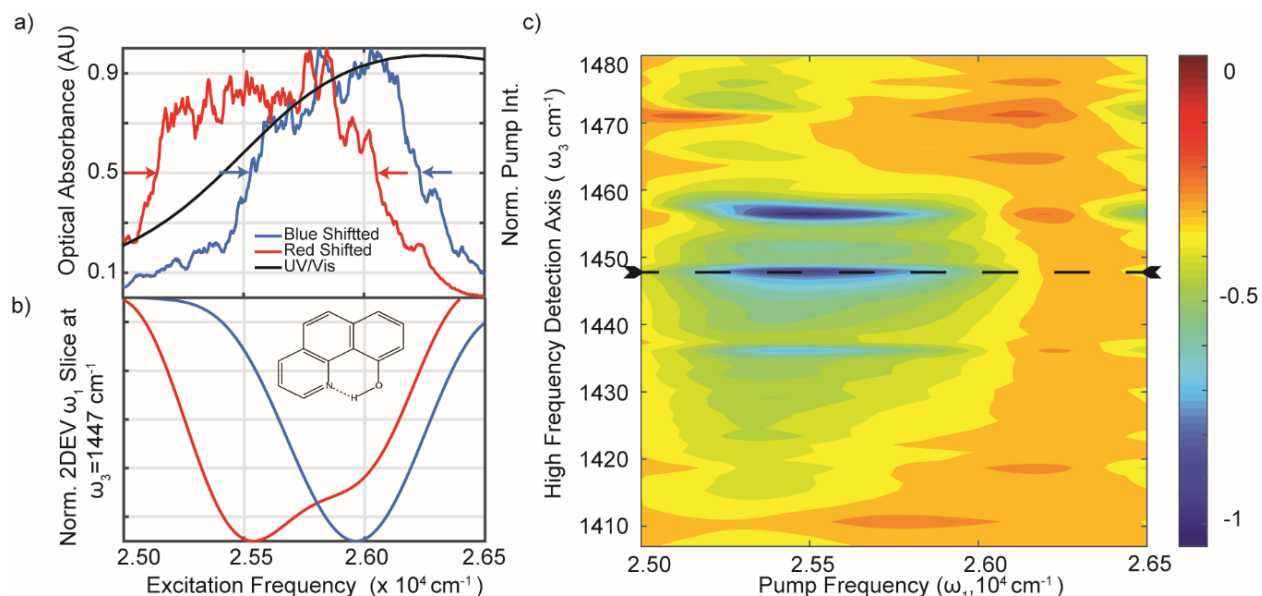 a)
Optical Absorbance (AU)
0.9
0.5
0.1
Blue Shiftted
Red Shifted
UV/Vis
Norm. Pump Int.
b)
Norm. 2DEV ω₁ Slice at
ω₃=1447 cm⁻¹
N
H
O
2.50 2.55 2.60 2.65
Excitation Frequency (x 10⁴ cm⁻¹)
c)
High Frequency Detection Axis ( ω₃ cm⁻¹)
1480
1470
1460
1450
1440
1430
1420
1410
2.50 2.55 2.60 2.65
Pump Frequency (ω₁,10⁴ cm⁻¹)
0
-0.5
-1